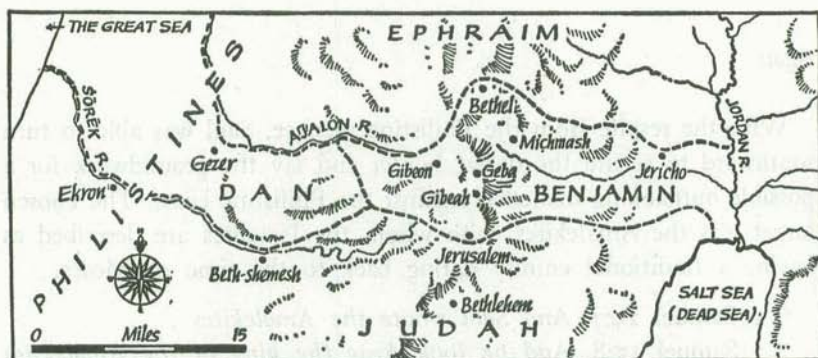 THE GREAT SEA
EPHRAIM
PHILISTINES
SOREK R.
AIJALON
Bethel
Michmash
JORDAN R.
Gezer
Gibeon
Geba
Jericho
Ekron
DAN
Gibeah
BENJAMIN
Beth-shemesh
Jerusalem
SALT SEA
(DEAD SEA)
Bethlehem
0 Miles 15
JUDAH